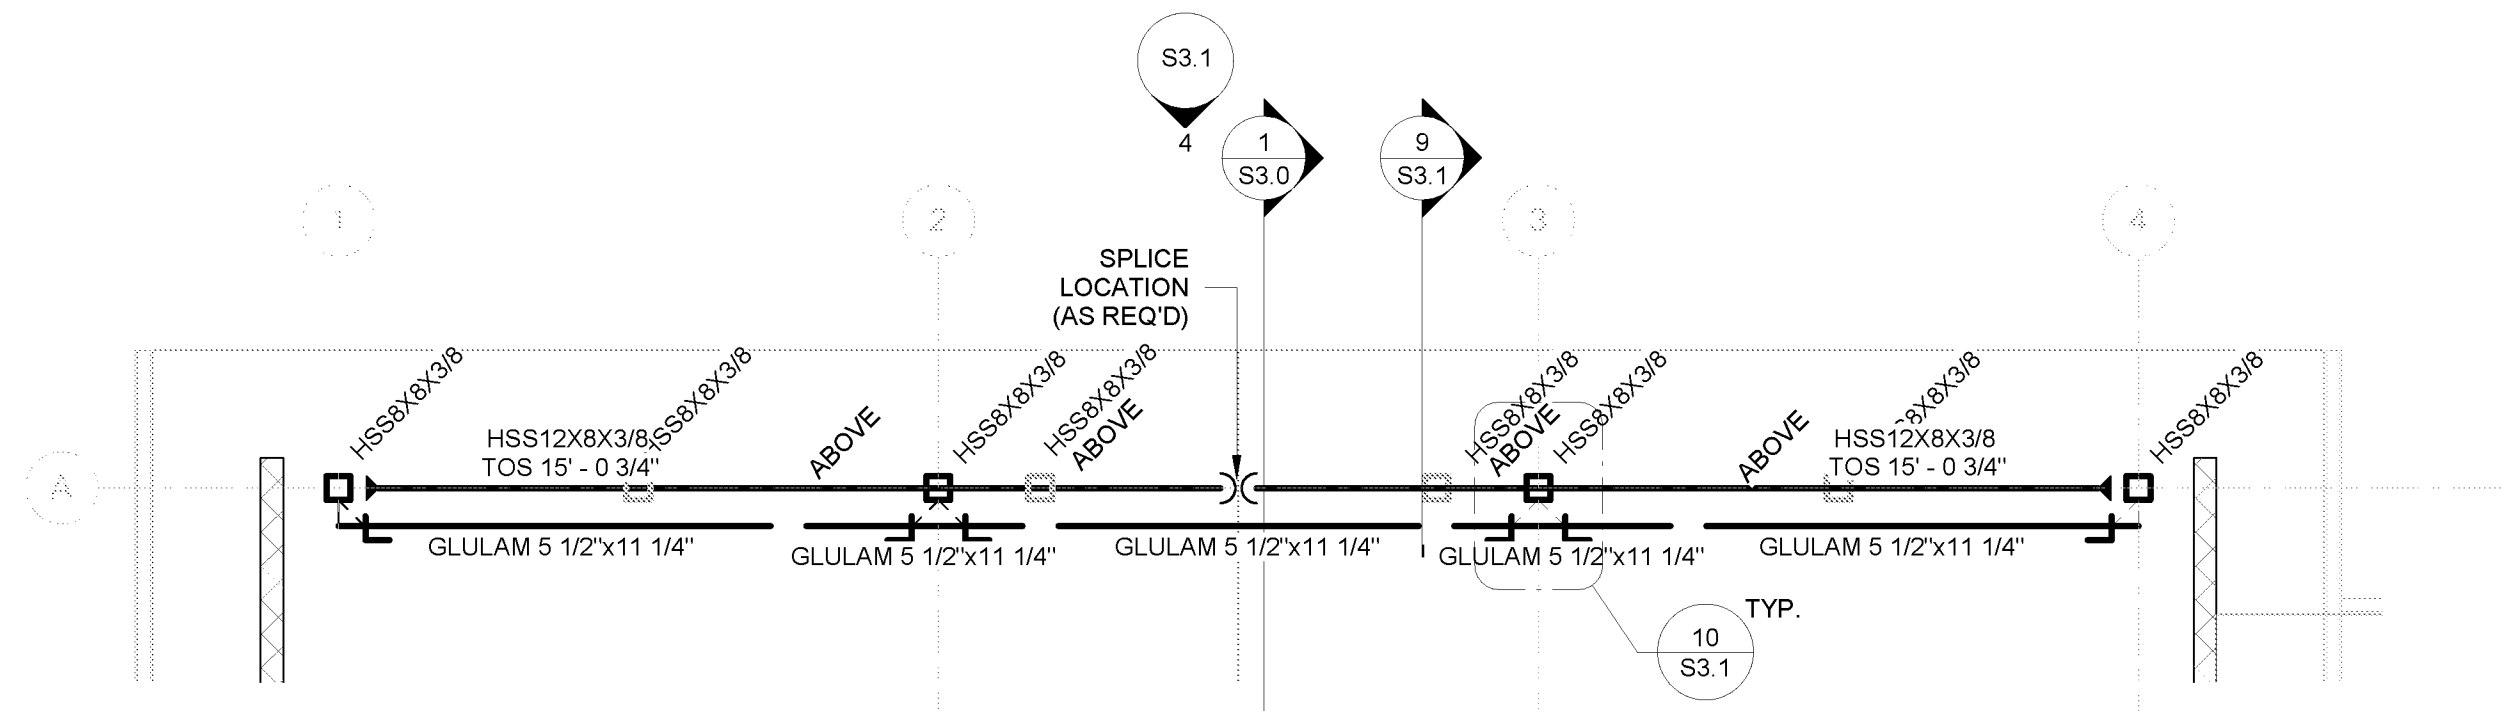 S3.1
4
1
S3.0
9
S3.1
1
2
3
4
SPLICE
LOCATION
(AS REQ'D)
HSS8X8X3/8
HSS8X8X3/8
HSS8X8X3/8
HSS8X8X3/8
HSS8X8X3/8
HSS8X8X3/8
S8X8X3/8
HSS8X8X3/8
ABOVE
ABOVE
ABOVE
ABOVE
HSS12X8X3/8
TOS 15' - 0 3/4"
HSS12X8X3/8
TOS 15' - 0 3/4"
A
GLULAM 5 1/2"x11 1/4"
GLULAM 5 1/2"x11 1/4"
GLULAM 5 1/2"x11 1/4"
GLULAM 5 1/2"x11 1/4"
GLULAM 5 1/2"x11 1/4"
TYP.
10
S3.1